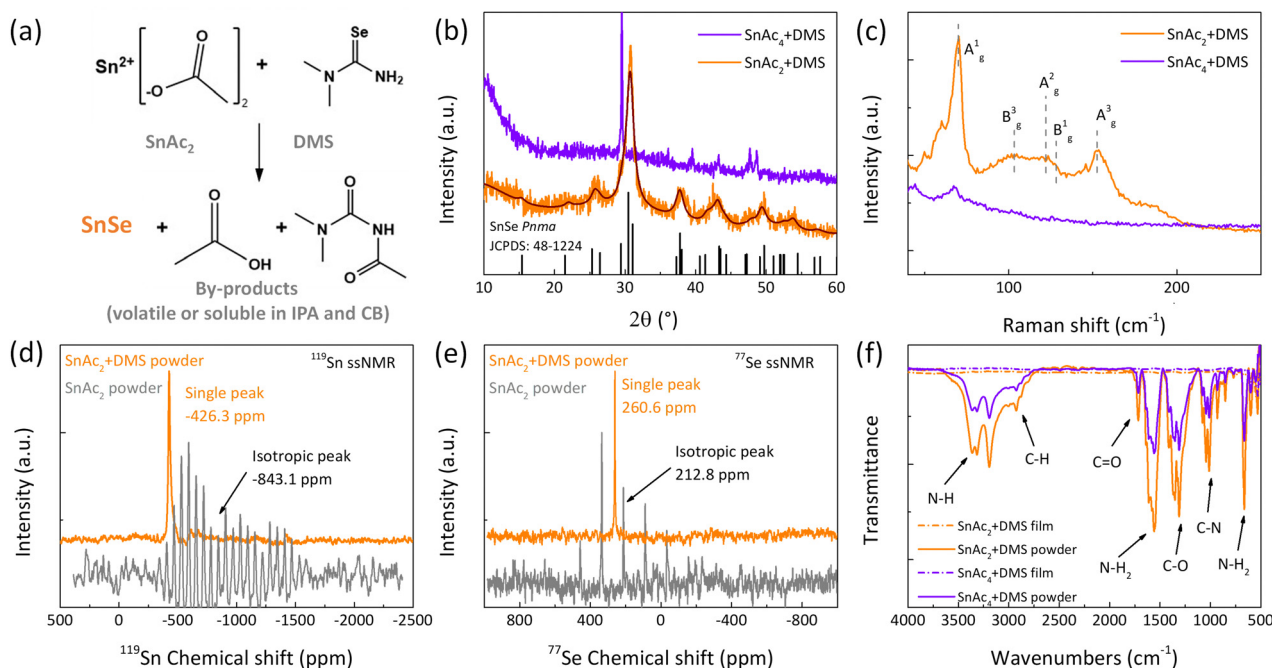 (a)
Sn²⁺ [ -O O ]₂ + Se N NH₂
SnAc₂ DMS
SnSe + O OH + O N NH O
By-products
(volatile or soluble in IPA and CB)
(b)
SnAc₄+DMS
SnAc₂+DMS
SnSe Pnma
JCPDS: 48-1224
Intensity (a.u.)
10 20 30 40 50 60
2θ (°)
(c)
SnAc₂+DMS
SnAc₄+DMS
A¹g
B³g
A²g
B¹g
A³g
Intensity (a.u.)
100 200
Raman shift (cm⁻¹)
(d)
SnAc₂+DMS powder
SnAc₂ powder
¹¹⁹Sn ssNMR
Single peak
-426.3 ppm
Isotropic peak
-843.1 ppm
Intensity (a.u.)
500 0 -500 -1000 -1500 -2000 -2500
¹¹⁹Sn Chemical shift (ppm)
(e)
SnAc₂+DMS powder
SnAc₂ powder
⁷⁷Se ssNMR
Single peak
260.6 ppm
Isotropic peak
212.8 ppm
Intensity (a.u.)
800 400 0 -400 -800
⁷⁷Se Chemical shift (ppm)
(f)
N-H
C-H
C=O
N-H₂
C-O
C-N
N-H₂
SnAc₂+DMS film
SnAc₂+DMS powder
SnAc₄+DMS film
SnAc₄+DMS powder
Transmittance
4000 3500 3000 2500 2000 1500 1000 500
Wavenumbers (cm⁻¹)